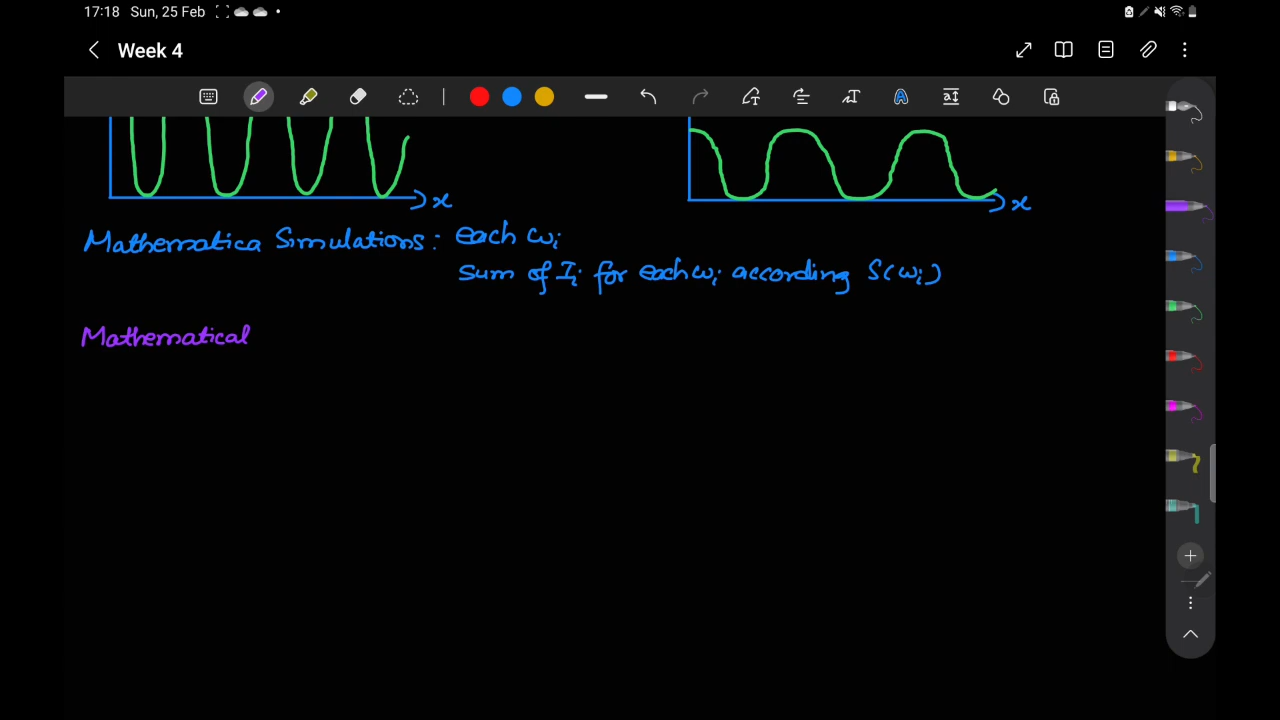 17:18 Sun, 25 Feb
Week 4
x
x
Mathematica Simulations: each ωi
sum of Ii for each ωi according S(ωi)
Mathematical